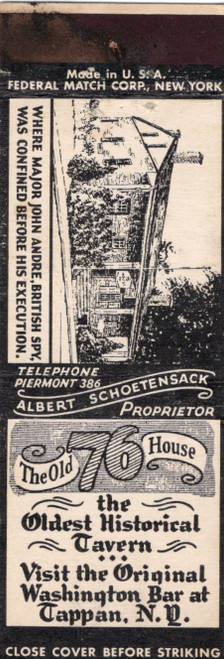 Made in U. S. A.
FEDERAL MATCH CORP., NEW YORK
WHERE MAJOR JOHN ANDRE, BRITISH SPY,
WAS CONFINED BEFORE HIS EXECUTION.
TELEPHONE
PIERMONT 386
ALBERT SCHOETENSACK
PROPRIETOR
The Old 76 House
the
Oldest Historical
Tavern
Visit the Original
Washington Bar at
Tappan, N.Y.
CLOSE COVER BEFORE STRIKING